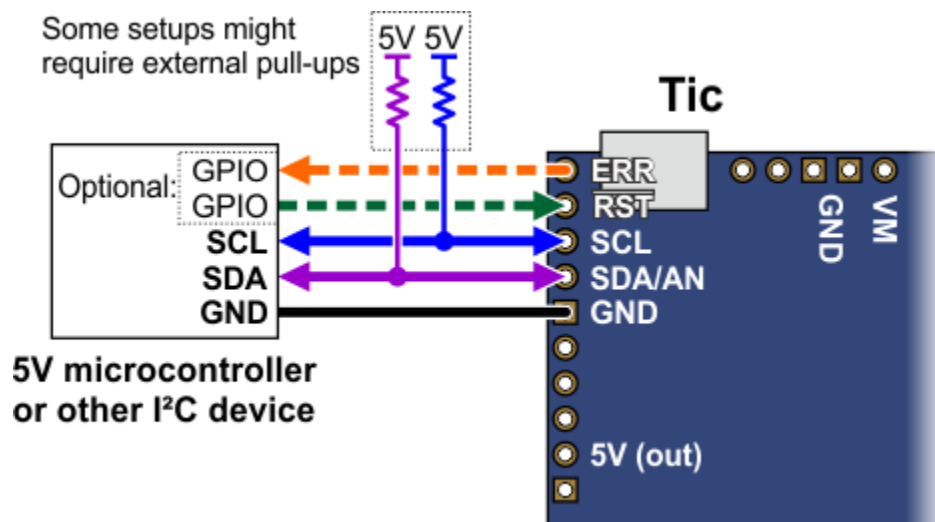 Some setups might
require external pull-ups
5V 5V
Tic
Optional:
GPIO
GPIO
SCL
SDA
GND
5V microcontroller
or other I²C device
ERR
R̅S̅T̅
SCL
SDA/AN
GND
5V (out)
GND
VM